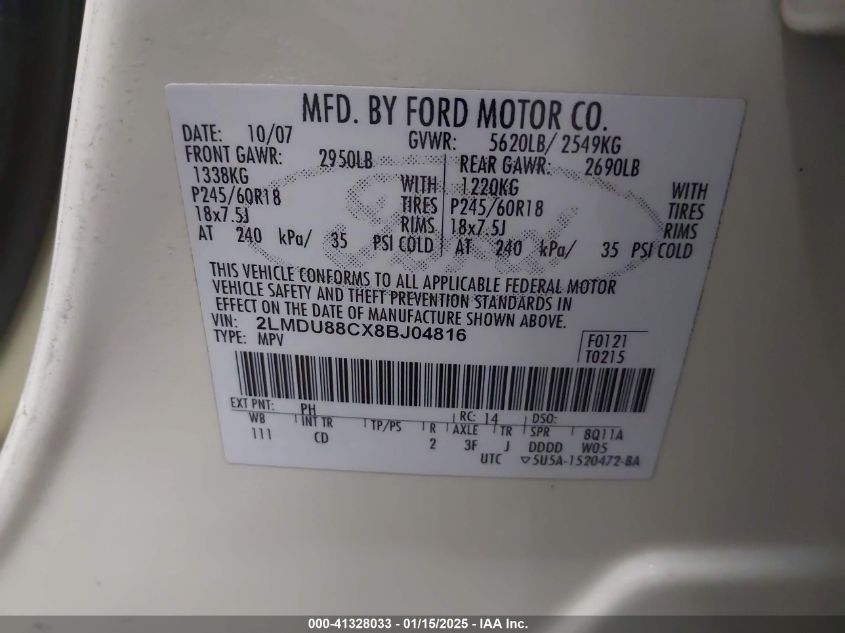 MFD. BY FORD MOTOR CO.
DATE: 10/07 GVWR: 5620LB/ 2549KG
FRONT GAWR: 2950LB REAR GAWR: 2690LB
1338KG WITH 1220KG WITH
P245/60R18 TIRES P245/60R18 TIRES
18x7.5J RIMS 18x7.5J RIMS
AT 240 kPa/ 35 PSI COLD AT 240 kPa/ 35 PSI COLD
THIS VEHICLE CONFORMS TO ALL APPLICABLE FEDERAL MOTOR
VEHICLE SAFETY AND THEFT PREVENTION STANDARDS IN
EFFECT ON THE DATE OF MANUFACTURE SHOWN ABOVE.
VIN: 2LMDU88CX8BJ04816
TYPE: MPV
F0121
T0215
EXT PNT: PH RC: 14 DSO:
WB INT TR TP/PS R AXLE TR SPR 8Q11A
111 CD 2 3F J DDDD W05
UTC ▽5U5A-1520472-BA
000-41328033 - 01/15/2025 - IAA Inc.